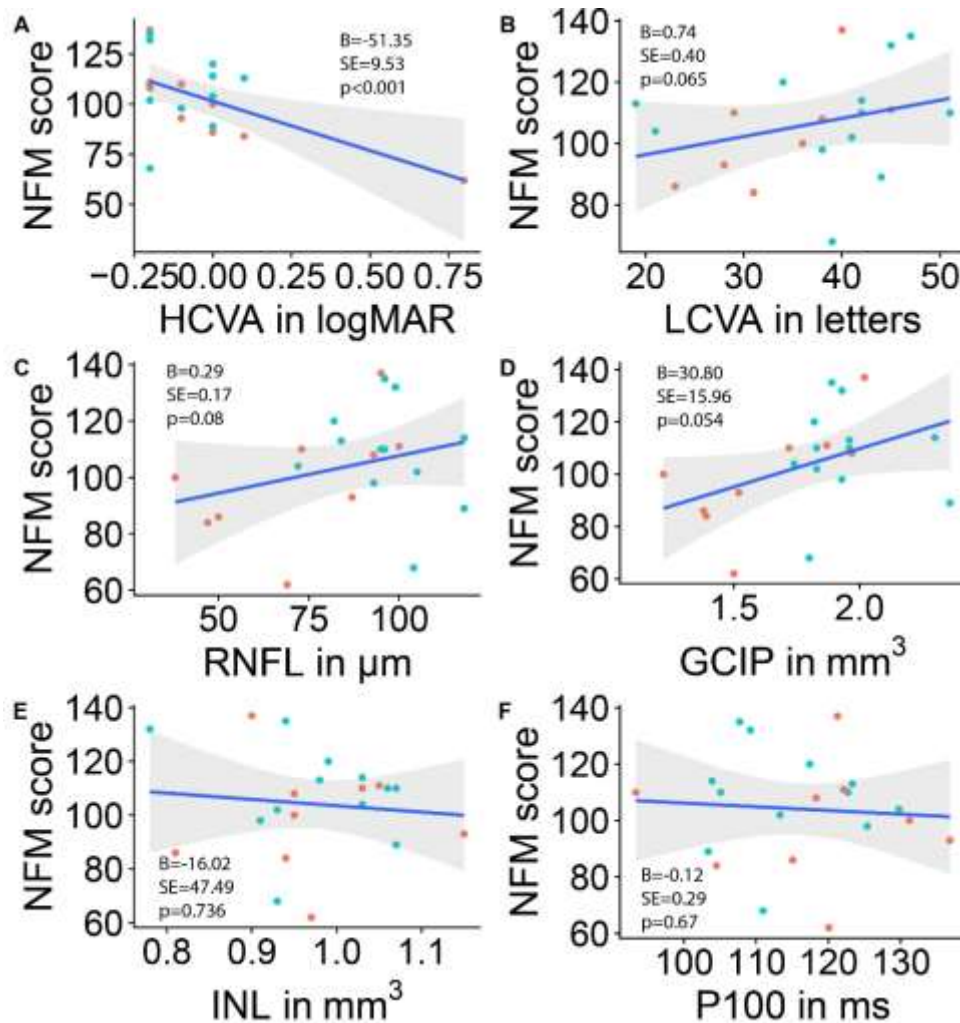 A
NFM score
125
100
75
50
B=-51.35
SE=9.53
p<0.001
−0.25 0.00 0.25 0.50 0.75
HCVA in logMAR
B
NFM score
140
120
100
80
B=0.74
SE=0.40
p=0.065
20 30 40 50
LCVA in letters
C
NFM score
140
120
100
80
60
B=0.29
SE=0.17
p=0.08
50 75 100
RNFL in µm
D
NFM score
140
120
100
80
60
B=30.80
SE=15.96
p=0.054
1.5 2.0
GCIP in mm³
E
NFM score
140
120
100
80
60
B=-16.02
SE=47.49
p=0.736
0.8 0.9 1.0 1.1
INL in mm³
F
NFM score
140
120
100
80
60
B=-0.12
SE=0.29
p=0.67
100 110 120 130
P100 in ms